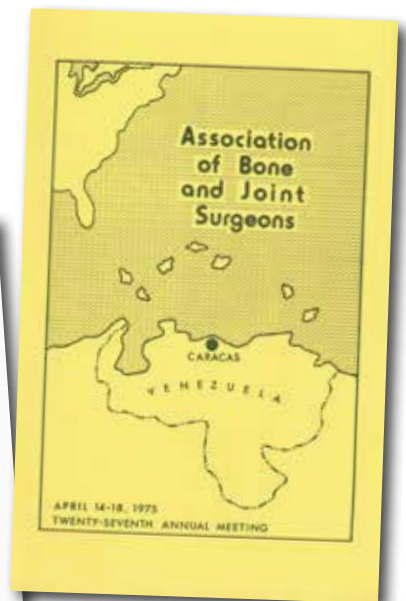 Association
of Bone
and Joint
Surgeons
CARACAS
VENEZUELA
APRIL 14-18, 1975
TWENTY-SEVENTH ANNUAL MEETING